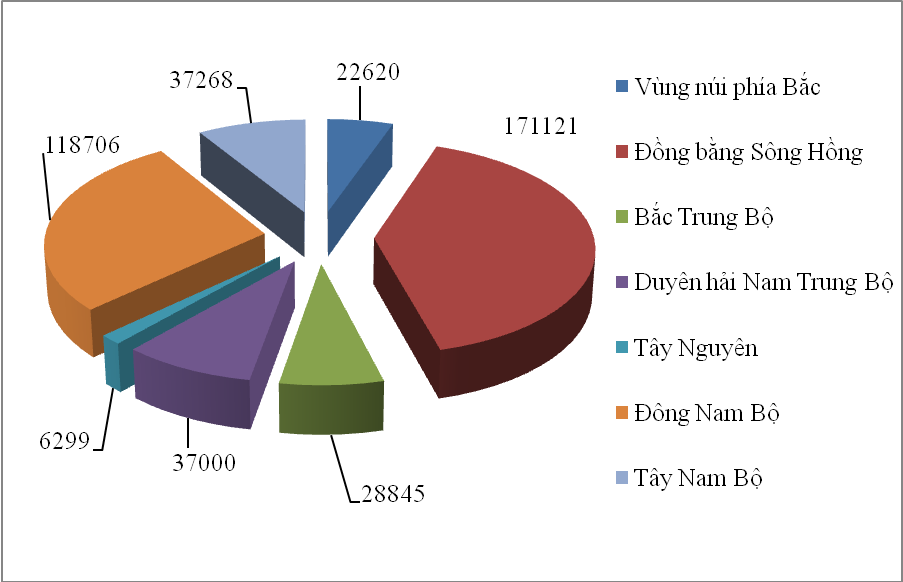 22620
37268
171121
118706
6299
37000
28845
Vùng núi phía Bắc
Đồng bằng Sông Hồng
Bắc Trung Bộ
Duyên hải Nam Trung Bộ
Tây Nguyên
Đông Nam Bộ
Tây Nam Bộ